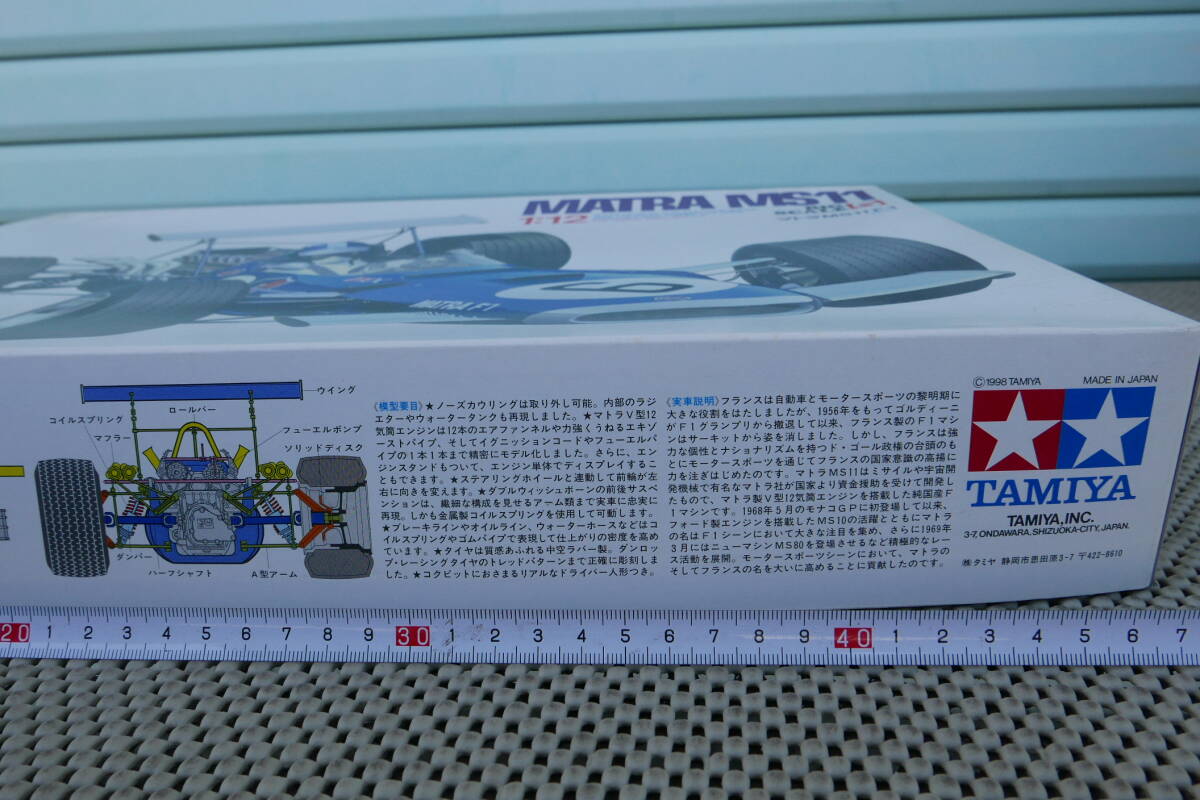 MATRA MS11
1:12
MATRA F1
9
ウイング
コイルスプリング
ロールバー
マフラー
フューエルポンプ
ソリッドディスク
ダンパー
ハーフシャフト
A型アーム
《模型要目》★ノーズカウリングは取り外し可能。内部のラジ
エターやウォータータンクも再現しました。★マトラV型12
気筒エンジンは12本のエアファンネルや力強くうねるエキゾ
ーストパイプ、そしてイグニッションコードやフューエルパ
イプの1本1本まで精密にモデル化しました。さらに、エン
ジンスタンドもついて、エンジン単体でディスプレイするこ
ともできます。★ステアリングホイールと連動して前輪が左
右に向きを変えます。★ダブルウィッシュボーンの前後サスペ
ンションは、繊細な構成を見せるアーム類まで実車に忠実に
再現。しかも金属製コイルスプリングを使用して可動します。
★ブレーキラインやオイルライン、ウォーターホースなどはコ
イルスプリングやゴムパイプで表現して仕上がりの密度を高め
ています。★タイヤは質感あふれる中空ラバー製。ダンロッ
プ・レーシングタイヤのトレッドパターンまで正確に彫刻しま
した。★コクピットにおさまるリアルなドライバー人形つき。
《実車説明》フランスは自動車とモータースポーツの黎明期に
大きな役割をはたしましたが、1956年をもってゴルディーニ
がF1グランプリから撤退して以来、フランス製のF1マシ
ンはサーキットから姿を消しました。しかし、フランスは強
力な個性とナショナリズムを持つド・ゴール政権の台頭のも
とにモータースポーツを通じてフランスの国家意識の高揚に
力を注ぎはじめたのです。マトラMS11はミサイルや宇宙開
発機械で有名なマトラ社が国家より資金援助を受けて開発し
たもので、マトラ製V型12気筒エンジンを搭載した純国産F
1マシンです。1968年5月のモナコGPに初登場して以来、
フォード製エンジンを搭載したMS10の活躍とともにマトラ
の名はF1シーンにおいて大きな注目を集め、さらに1969年
3月にはニューマシンMS80を登場させるなど積極的なレー
ス活動を展開。モータースポーツシーンにおいて、マトラの
そしてフランスの名を大いに高めることに貢献したのです。
©1998 TAMIYA MADE IN JAPAN
TAMIYA
TAMIYA, INC.
3-7, ONDAWARA, SHIZUOKA-CITY, JAPAN.
㈱タミヤ 静岡市恩田原3-7 〒422-8610
20 1 2 3 4 5 6 7 8 9 30 1 2 3 4 5 6 7 8 9 40 1 2 3 4 5 6 7